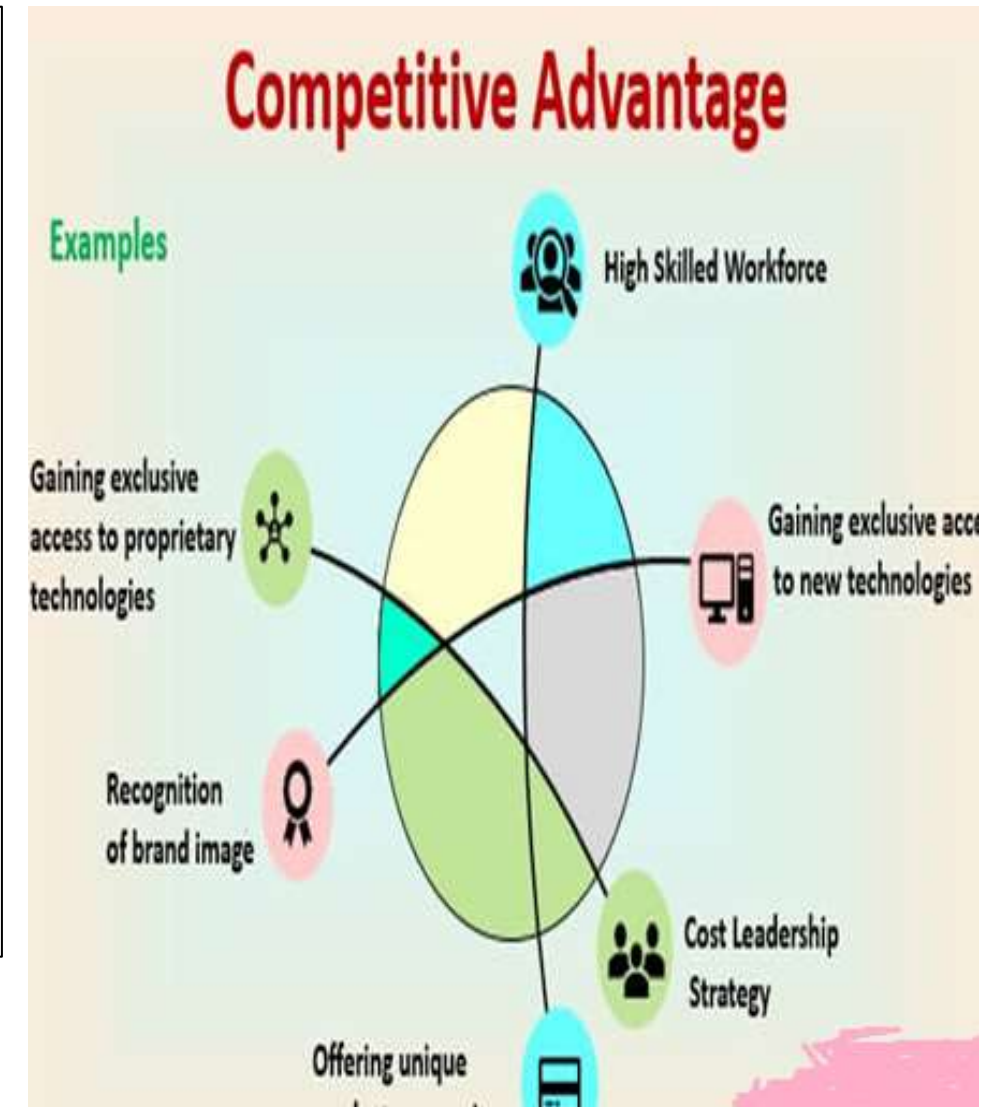 Competitive Advantage
Examples
High Skilled Workforce
Gaining exclusive
access to proprietary
technologies
Gaining exclusive
to new technologies
Recognition
of brand image
Cost Leadership
Strategy
Offering unique